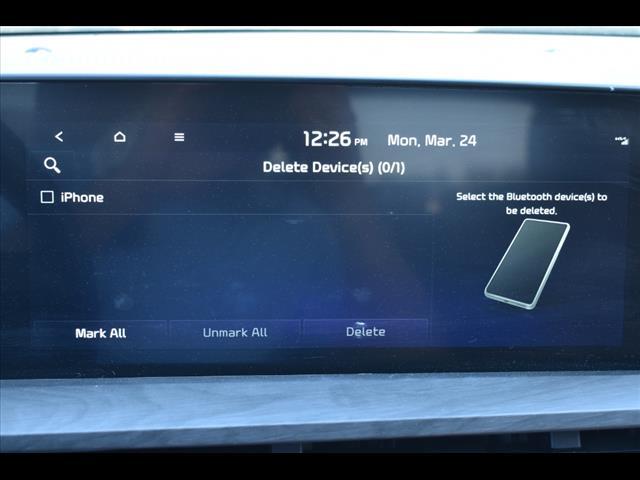 12:26 PM Mon, Mar. 24
Delete Device(s) (0/1)
iPhone
Select the Bluetooth device(s) to
be deleted.
Mark All
Unmark All
Delete